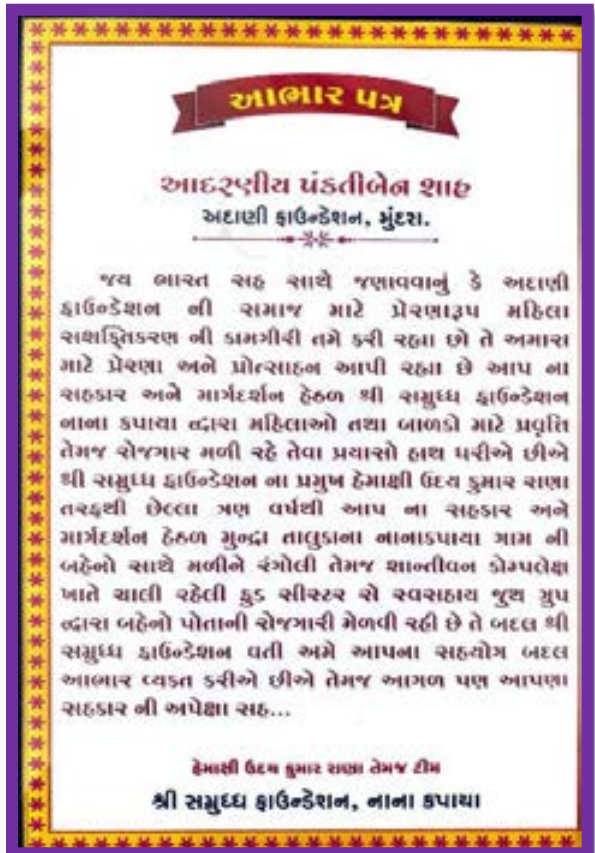 આભાર પત્ર
આદરણીય પંકતીબેન શાહ
અદાણી ફાઉન્ડેશન, મુંદરા.
જય ભારત સહ સાથે જણાવવાનું કે અદાણી
ફાઉન્ડેશન ની સમાજ માટે પ્રેરણારૂપ મહિલા
સશક્તિકરણ ની કામગીરી તમે કરી રહ્યા છો તે અમારા
માટે પ્રેરણા અને પ્રોત્સાહન આપી રહ્યા છે આપ ના
સહકાર અને માર્ગદર્શન હેઠળ શ્રી સમુધ્ધ ફાઉન્ડેશન
નાના કપાયા દ્વારા મહિલાઓ તથા બાળકો માટે પ્રવૃત્તિ
તેમજ રોજગાર મળી રહે તેવા પ્રયાસો હાથ ધરીએ છીએ
શ્રી સમુધ્ધ ફાઉન્ડેશન ના પ્રમુખ હેમાક્ષી ઉદય કુમાર રાણા
તરફથી છેલ્લા ત્રણ વર્ષથી આપ ના સહકાર અને
માર્ગદર્શન હેઠળ મુન્દ્રા તાલુકાના નાનાકપાયા ગામ ની
બહેનો સાથે મળીને રંગોલી તેમજ શાન્તીવન કોમ્પલેક્ષ
ખાતે ચાલી રહેલી ફુડ સીસ્ટર સે સ્વસહાય જુથ ગ્રુપ
દ્વારા બહેનો પોતાની રોજગારી મેળવી રહી છે તે બદલ શ્રી
સમુધ્ધ ફાઉન્ડેશન વતી અમે આપના સહયોગ બદલ
આભાર વ્યકત કરીએ છીએ તેમજ આગળ પણ આપણા
સહકાર ની અપેક્ષા સહ...
હેમાક્ષી ઉદય કુમાર રાણા તેમજ ટીમ
શ્રી સમુધ્ધ ફાઉન્ડેશન, નાના કપાયા